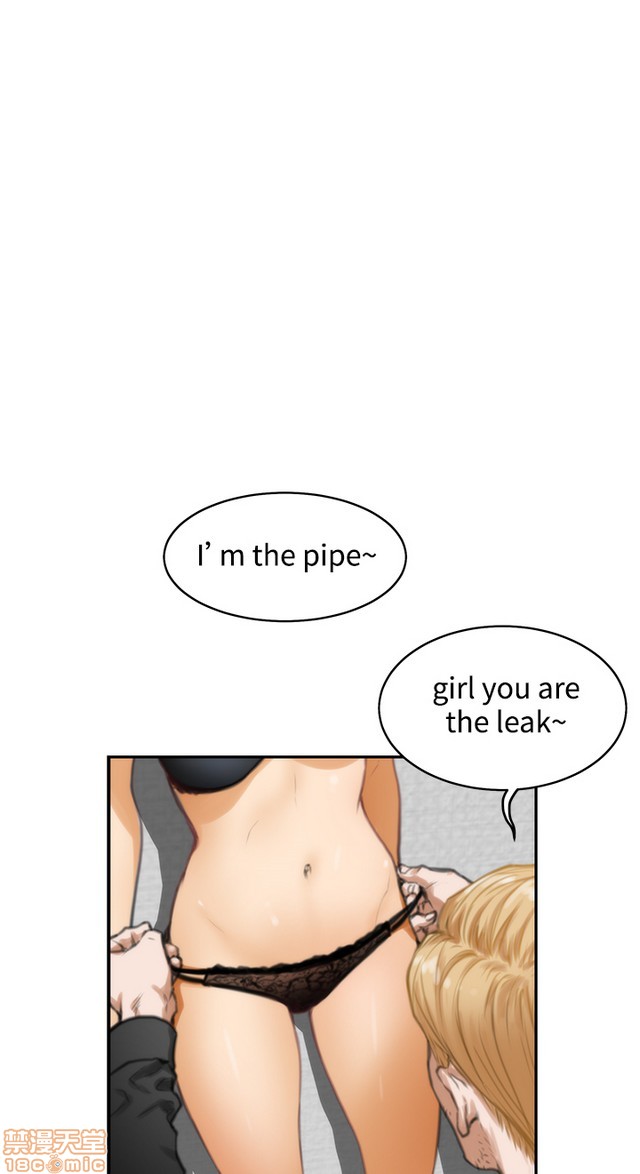 I’m the pipe~
girl you are
the leak~
禁漫天堂
18comic